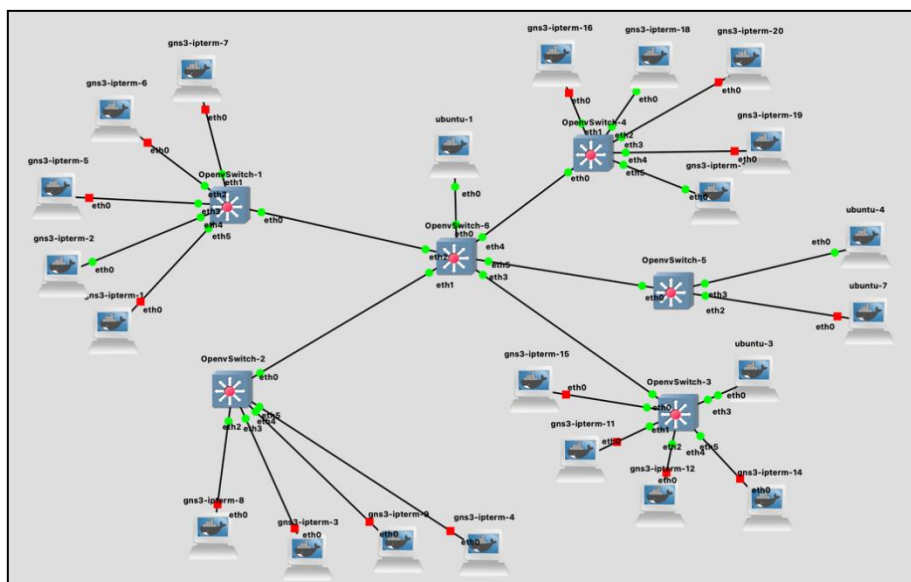 gns3-ipterm-7
eth0
gns3-ipterm-6
eth0
gns3-ipterm-5
eth0
gns3-ipterm-2
eth0
gns3-ipterm-1
eth0
OpenvSwitch-1
eth1
eth2
eth3
eth4
eth5
eth0
ubuntu-1
eth0
OpenvSwitch-6
eth0
eth4
eth2
eth5
eth3
eth1
gns3-ipterm-16
eth0
gns3-ipterm-18
eth0
gns3-ipterm-20
eth0
gns3-ipterm-19
eth0
gns3-ipterm-
eth0
OpenvSwitch-4
eth1
eth2
eth3
eth4
eth5
eth0
ubuntu-4
eth0
ubuntu-7
eth0
OpenvSwitch-5
eth0
eth3
eth2
OpenvSwitch-2
eth0
eth5
eth4
eth3
eth2
gns3-ipterm-8
eth0
gns3-ipterm-3
eth0
gns3-ipterm-9
eth0
gns3-ipterm-4
eth0
ubuntu-3
eth0
OpenvSwitch-3
eth0
eth3
eth1
eth2
eth5
eth4
gns3-ipterm-15
eth0
gns3-ipterm-11
eth0
gns3-ipterm-12
eth0
gns3-ipterm-14
eth0